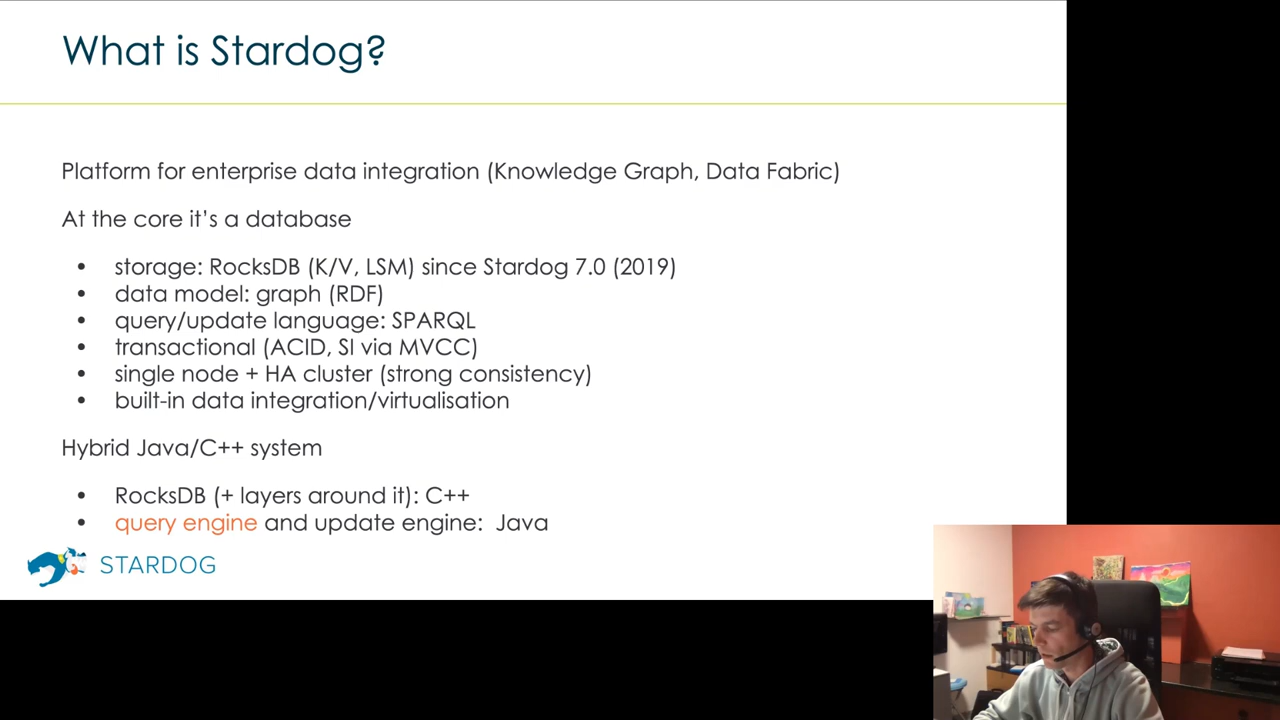 What is Stardog?
Platform for enterprise data integration (Knowledge Graph, Data Fabric)
At the core it's a database
• storage: RocksDB (K/V, LSM) since Stardog 7.0 (2019)
• data model: graph (RDF)
• query/update language: SPARQL
• transactional (ACID, SI via MVCC)
• single node + HA cluster (strong consistency)
• built-in data integration/virtualisation
Hybrid Java/C++ system
• RocksDB (+ layers around it): C++
• query engine and update engine: Java
STARDOG